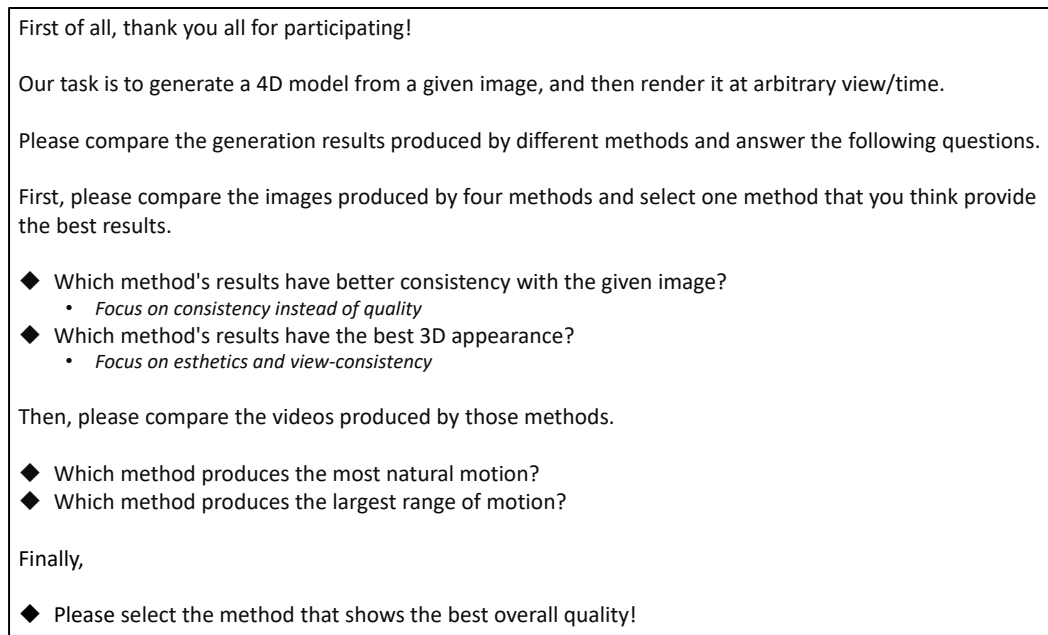 First of all, thank you all for participating!
Our task is to generate a 4D model from a given image, and then render it at arbitrary view/time.
Please compare the generation results produced by different methods and answer the following questions.
First, please compare the images produced by four methods and select one method that you think provide
the best results.
◆ Which method's results have better consistency with the given image?
• Focus on consistency instead of quality
◆ Which method's results have the best 3D appearance?
• Focus on esthetics and view-consistency
Then, please compare the videos produced by those methods.
◆ Which method produces the most natural motion?
◆ Which method produces the largest range of motion?
Finally,
◆ Please select the method that shows the best overall quality!